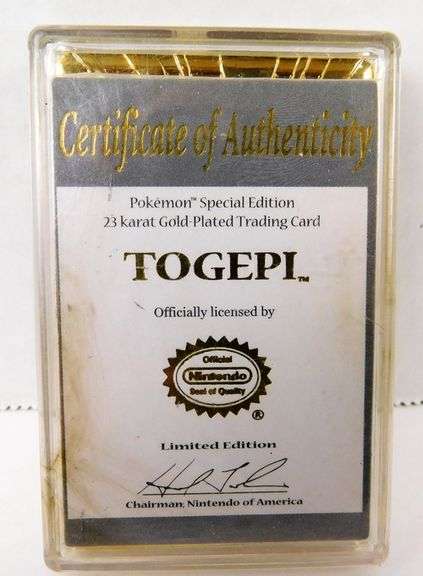 Certificate of Authenticity
Pokémon™ Special Edition
23 karat Gold-Plated Trading Card
TOGEPI™
Officially licensed by
Official
Nintendo
Seal of Quality
®
Limited Edition
Chairman, Nintendo of America